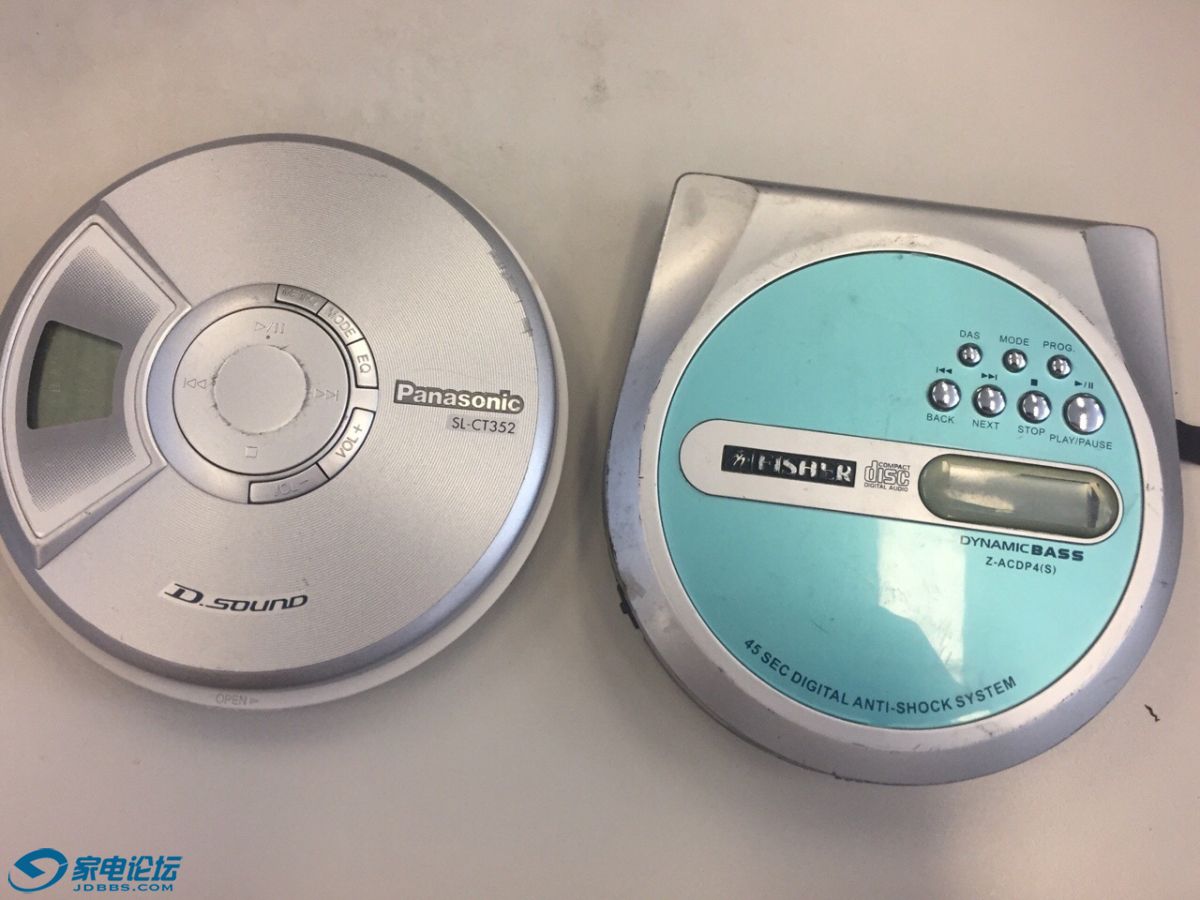 MODE
EQ
VOL +
VOL −
Panasonic
SL-CT352
D.SOUND
OPEN
DAS
MODE
PROG.
BACK
NEXT
STOP
PLAY/PAUSE
FISHER
COMPACT
disc
DIGITAL AUDIO
DYNAMIC BASS
Z-ACDP4(S)
45 SEC DIGITAL ANTI-SHOCK SYSTEM
家电论坛
JDBBS.COM